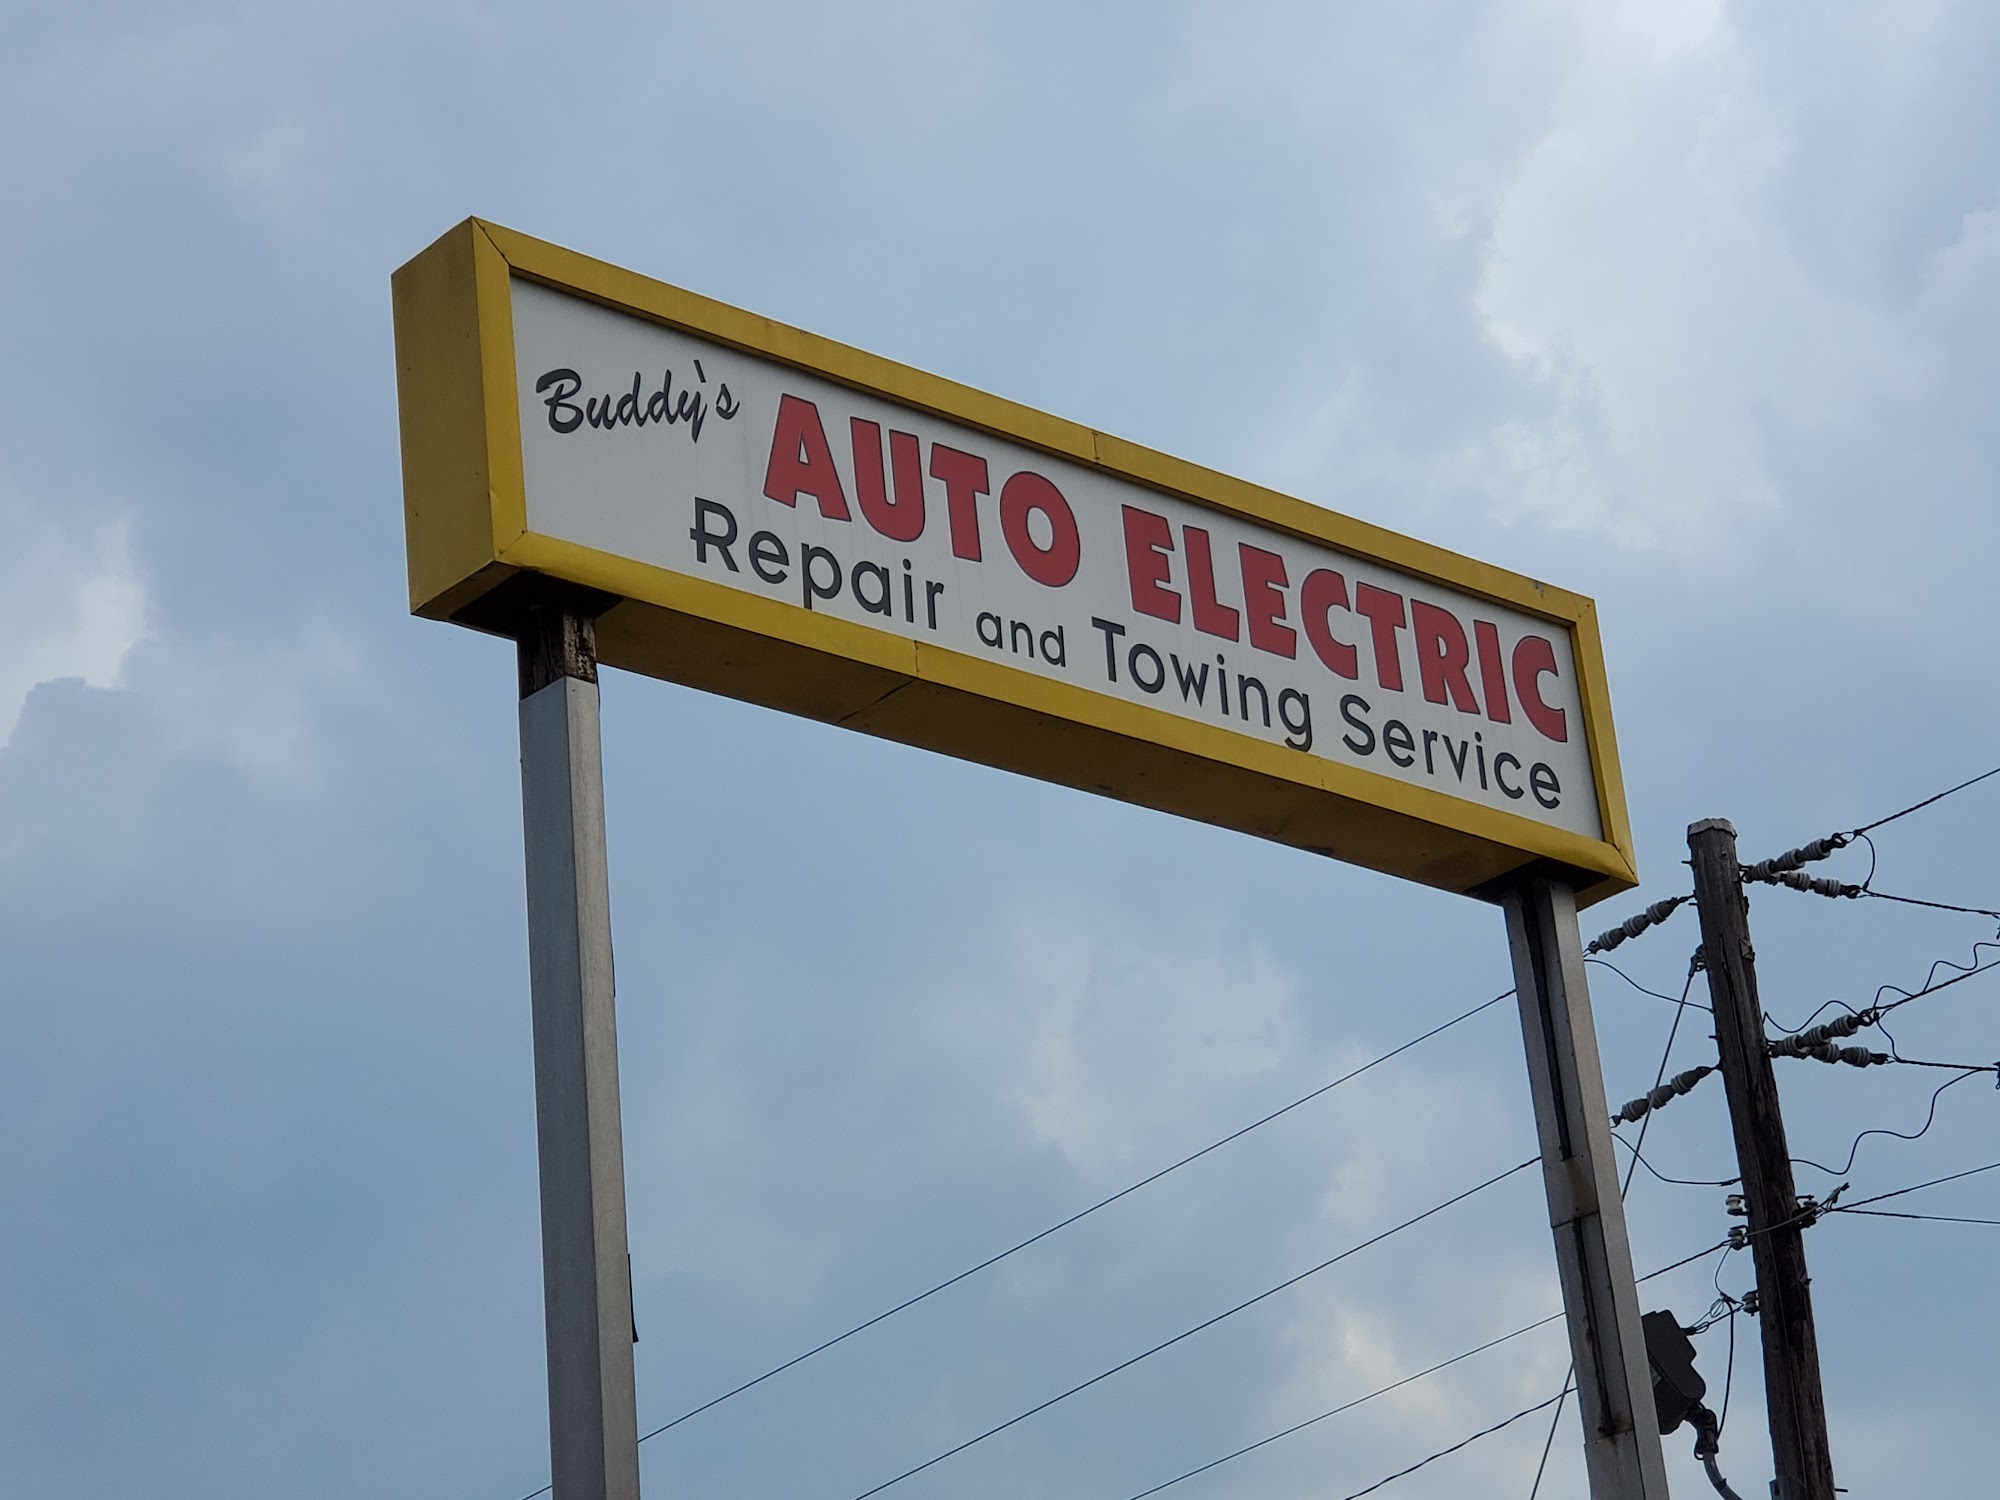 Buddy's AUTO ELECTRIC
Repair and Towing Service